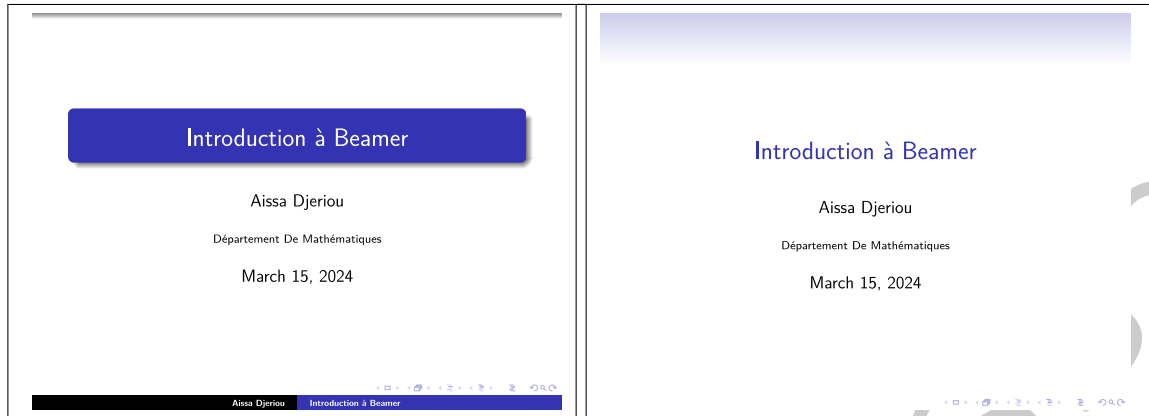 Introduction à Beamer
Aissa Djeriou
Département De Mathématiques
March 15, 2024
Aissa Djeriou Introduction à Beamer
Introduction à Beamer
Aissa Djeriou
Département De Mathématiques
March 15, 2024